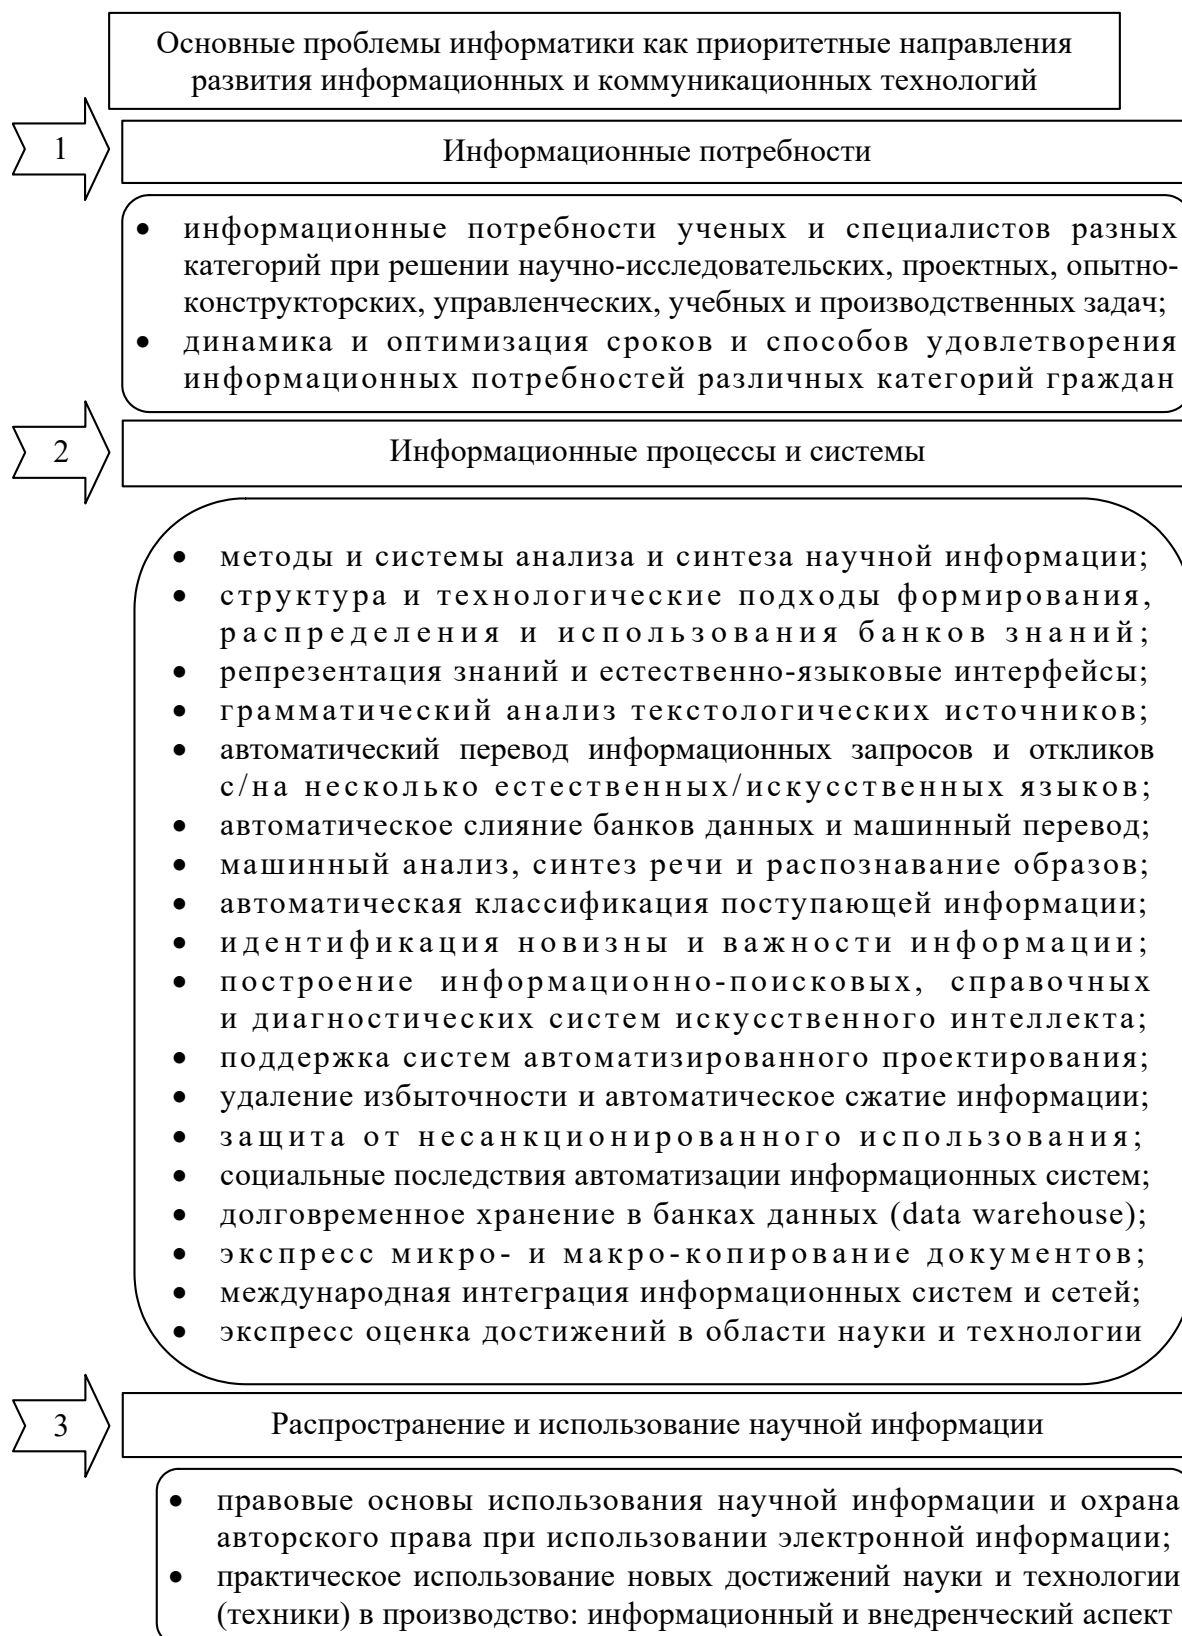 Основные проблемы информатики как приоритетные направления
развития информационных и коммуникационных технологий
1
Информационные потребности
• информационные потребности ученых и специалистов разных
категорий при решении научно-исследовательских, проектных, опытно-
конструкторских, управленческих, учебных и производственных задач;
• динамика и оптимизация сроков и способов удовлетворения
информационных потребностей различных категорий граждан
2
Информационные процессы и системы
• методы и системы анализа и синтеза научной информации;
• структура и технологические подходы формирования,
распределения и использования банков знаний;
• репрезентация знаний и естественно-языковые интерфейсы;
• грамматический анализ текстологических источников;
• автоматический перевод информационных запросов и откликов
с/на несколько естественных/искусственных языков;
• автоматическое слияние банков данных и машинный перевод;
• машинный анализ, синтез речи и распознавание образов;
• автоматическая классификация поступающей информации;
• идентификация новизны и важности информации;
• построение информационно-поисковых, справочных
и диагностических систем искусственного интеллекта;
• поддержка систем автоматизированного проектирования;
• удаление избыточности и автоматическое сжатие информации;
• защита от несанкционированного использования;
• социальные последствия автоматизации информационных систем;
• долговременное хранение в банках данных (data warehouse);
• экспресс микро- и макро-копирование документов;
• международная интеграция информационных систем и сетей;
• экспресс оценка достижений в области науки и технологии
3
Распространение и использование научной информации
• правовые основы использования научной информации и охрана
авторского права при использовании электронной информации;
• практическое использование новых достижений науки и технологии
(техники) в производство: информационный и внедренческий аспект